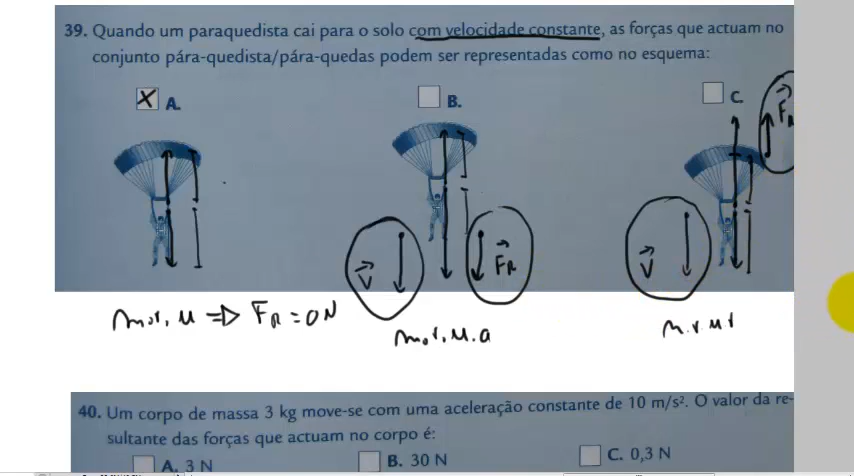 39. Quando um paraquedista cai para o solo com velocidade constante, as forças que actuam no
conjunto pára-quedista/pára-quedas podem ser representadas como no esquema:
X A.
B.
C.
F
V
FR
V
mov. u => FR = 0N
mov. u. a
m. r. u. r
40. Um corpo de massa 3 kg move-se com uma aceleração constante de 10 m/s². O valor da re-
sultante das forças que actuam no corpo é:
A. 3 N
B. 30 N
C. 0,3 N